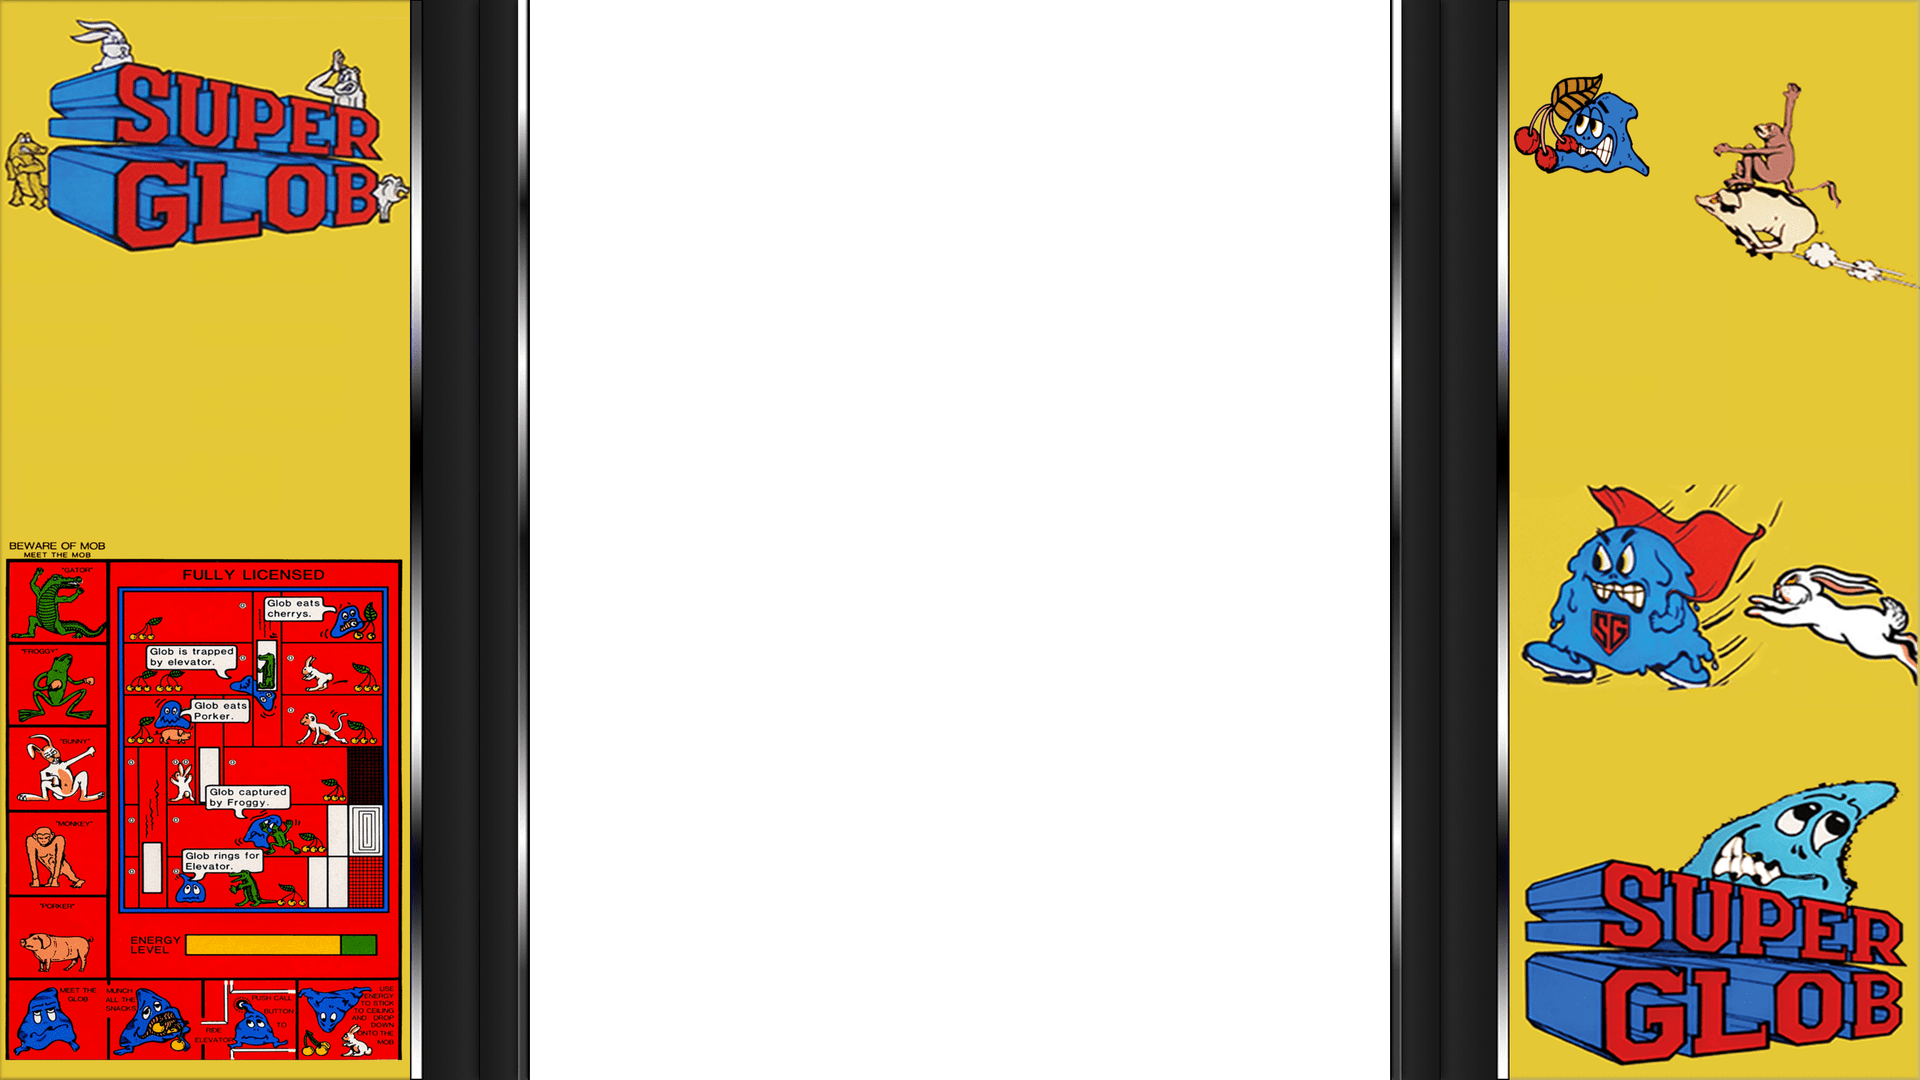 SUPER
GLOB
BEWARE OF MOB
MEET THE MOB
"GATOR"
"FROGGY"
"BUNNY"
"MONKEY"
"PORKER"
FULLY LICENSED
Glob eats
cherrys.
Glob is trapped
by elevator.
Glob eats
Porker.
Glob captured
by Froggy.
Glob rings for
Elevator.
ENERGY
LEVEL
MEET THE
GLOB
MUNCH
ALL THE
SNACKS
PUSH CALL
BUTTON
TO
RIDE
ELEVATOR
USE
ENERGY
TO STICK
TO CEILING
AND DROP
DOWN
ONTO THE
MOB
SG
SUPER
GLOB